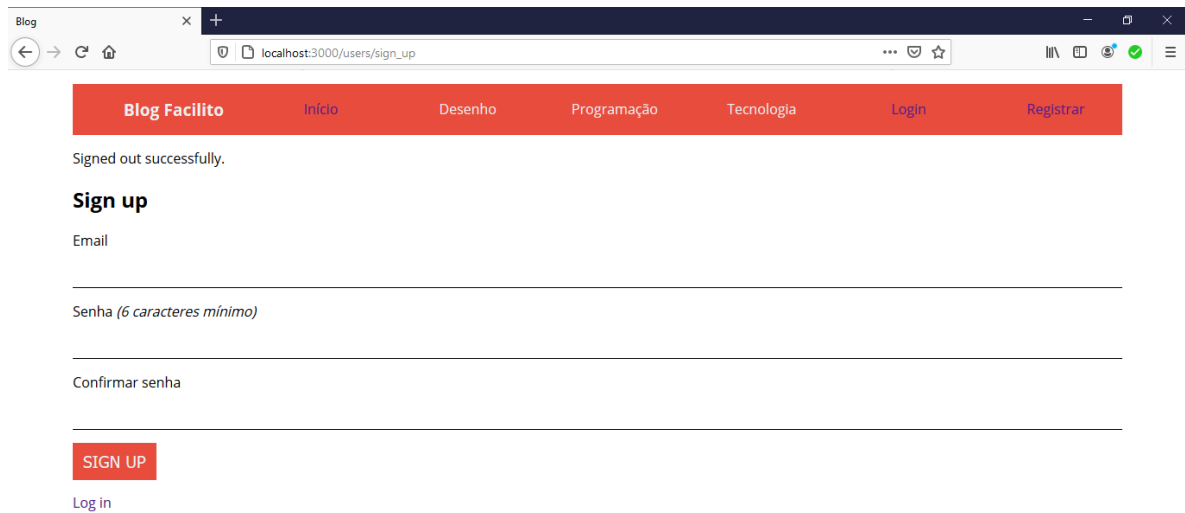 Blog
localhost:3000/users/sign_up
Blog Facilito Início Desenho Programação Tecnologia Login Registrar
Signed out successfully.
Sign up
Email
Senha (6 caracteres mínimo)
Confirmar senha
SIGN UP
Log in